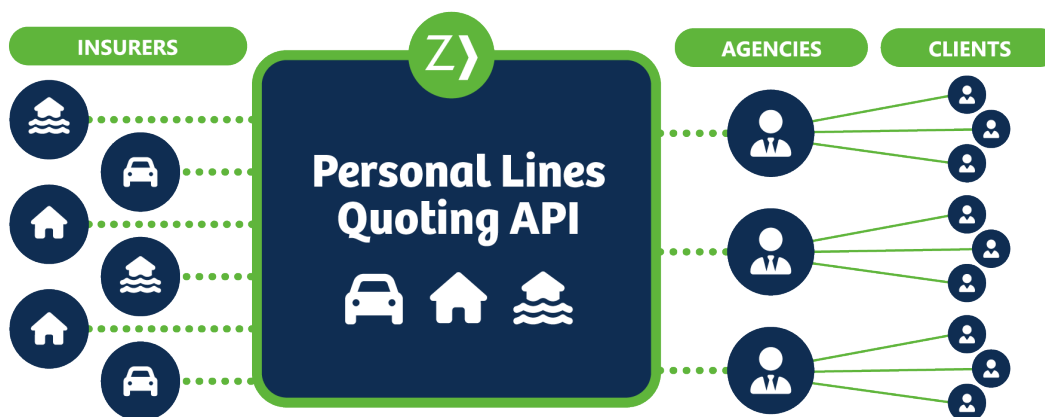 INSURERS
Z
AGENCIES
CLIENTS
Personal Lines
Quoting API